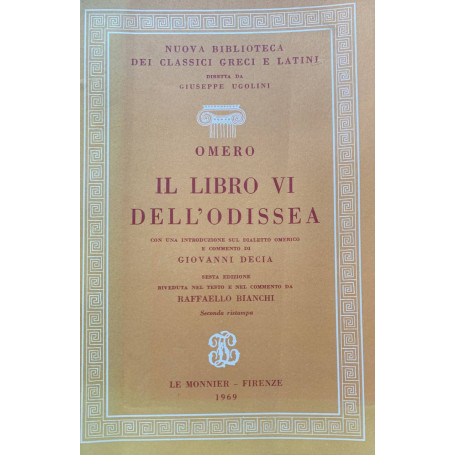 NUOVA BIBLIOTECA
DEI CLASSICI GRECI E LATINI
DIRETTA DA
GIUSEPPE UGOLINI
OMERO
IL LIBRO VI
DELL'ODISSEA
CON UNA INTRODUZIONE SUL DIALETTO OMERICO
E COMMENTO DI
GIOVANNI DECIA
SESTA EDIZIONE
RIVEDUTA NEL TESTO E NEL COMMENTO DA
RAFFAELLO BIANCHI
Seconda ristampa
LE MONNIER - FIRENZE
1969